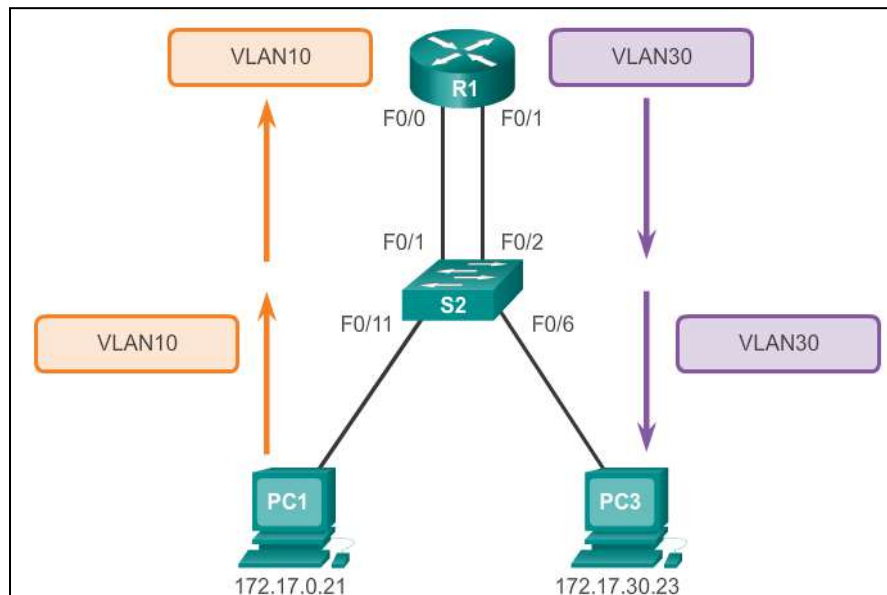 VLAN10
VLAN30
R1
F0/0
F0/1
F0/1
F0/2
S2
VLAN10
F0/11
F0/6
VLAN30
PC1
PC3
172.17.0.21
172.17.30.23